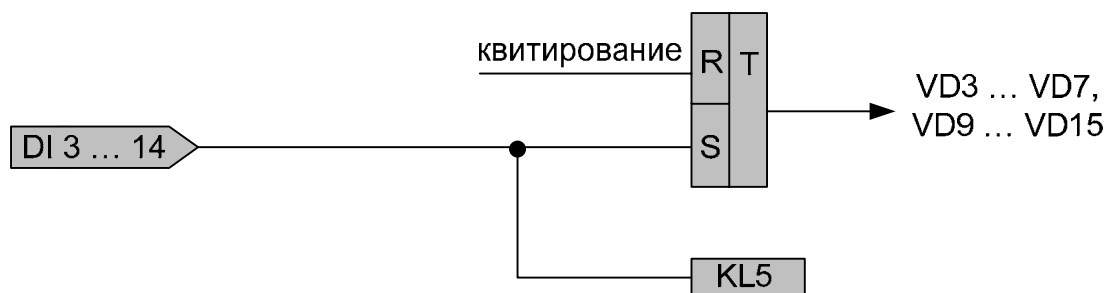 квитирование
R T
VD3 ... VD7,
VD9 ... VD15
DI 3 ... 14
S
KL5